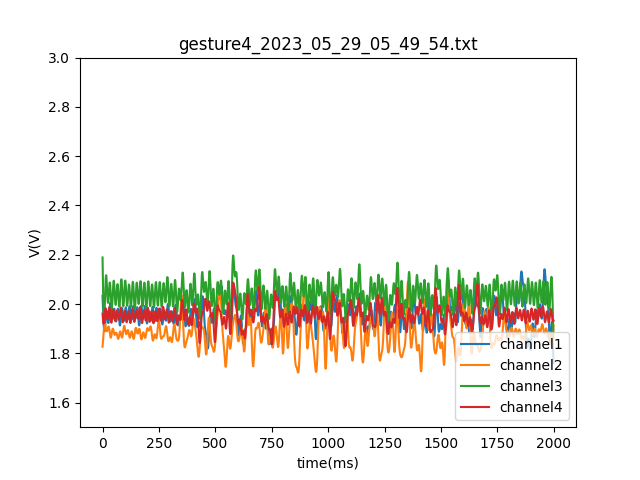 gesture4_2023_05_29_05_49_54.txt
3.0
2.8
2.6
2.4
2.2
2.0
1.8
1.6
V(V)
channel1
channel2
channel3
channel4
0 250 500 750 1000 1250 1500 1750 2000
time(ms)